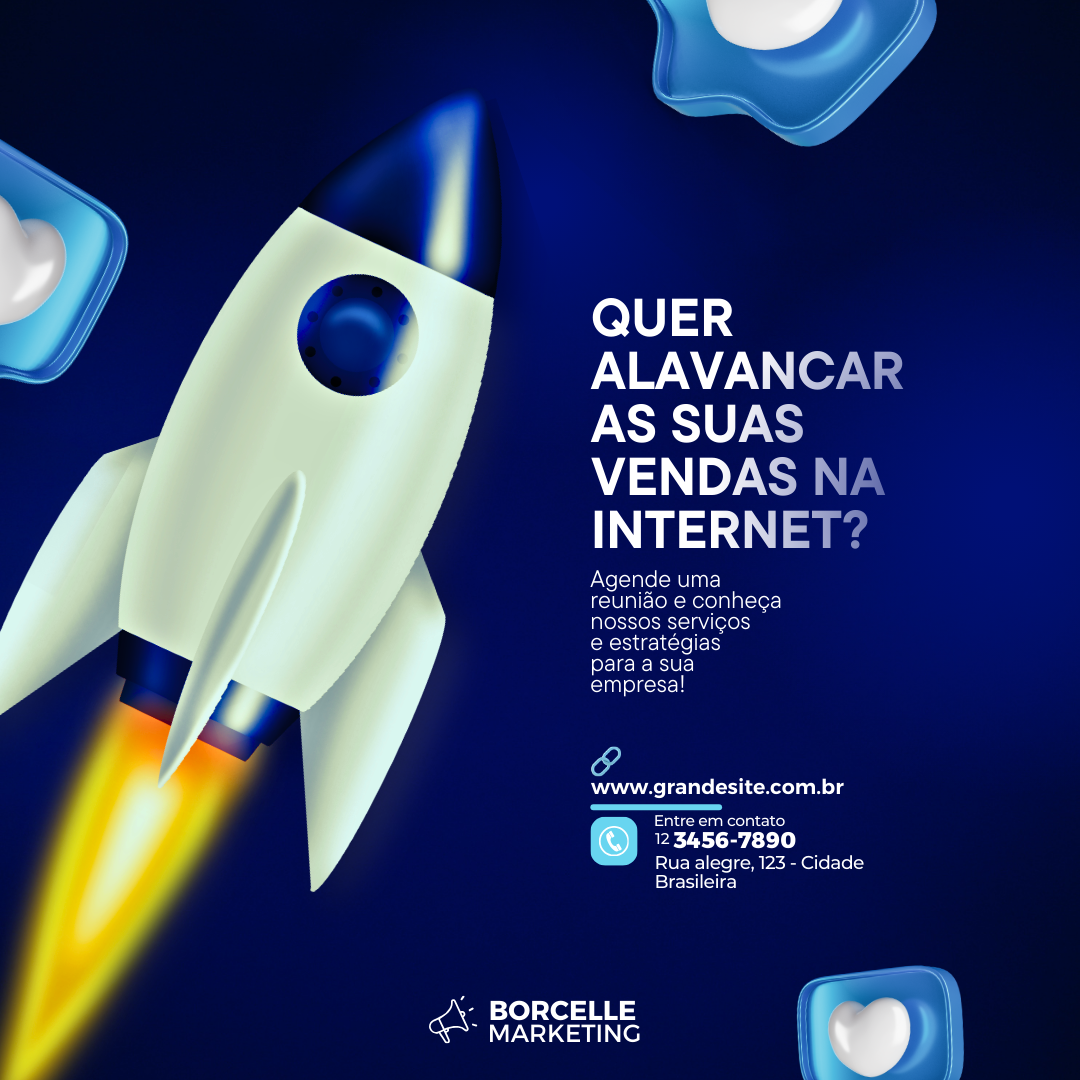 QUER
ALAVANCAR
AS SUAS
VENDAS NA
INTERNET?
Agende uma
reunião e conheça
nossos serviços
e estratégias
para a sua
empresa!
www.grandesite.com.br
Entre em contato
12 3456-7890
Rua alegre, 123 - Cidade
Brasileira
BORCELLE
MARKETING